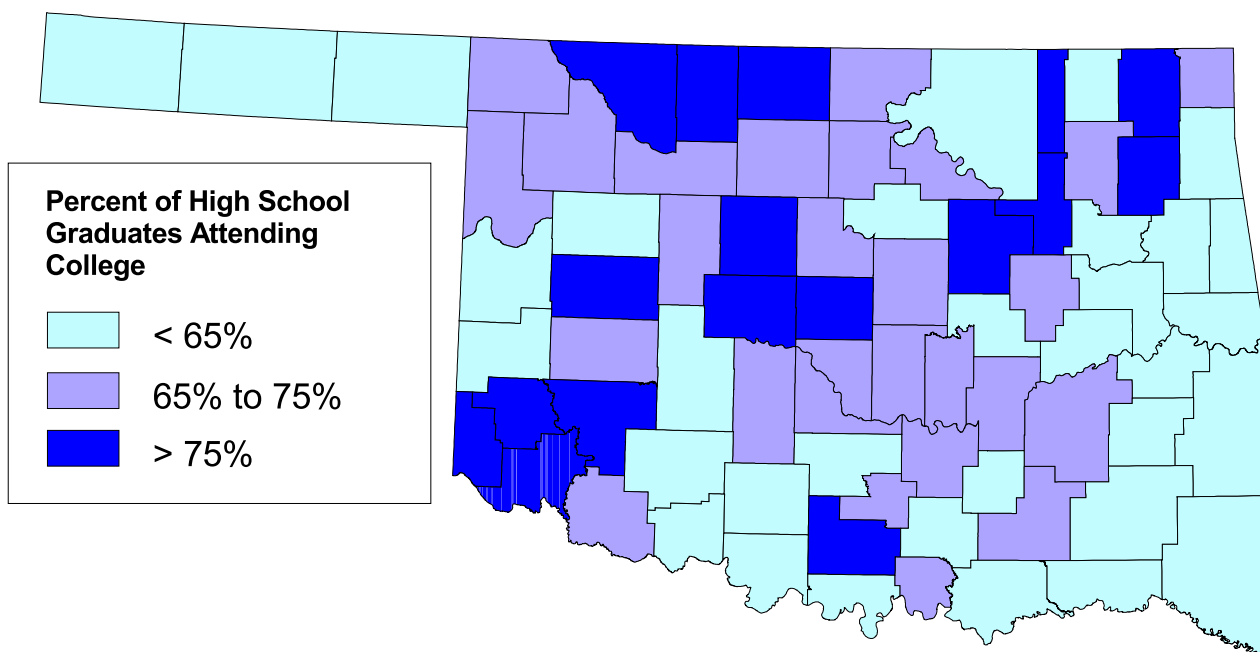 Percent of High School
Graduates Attending
College
< 65%
65% to 75%
> 75%